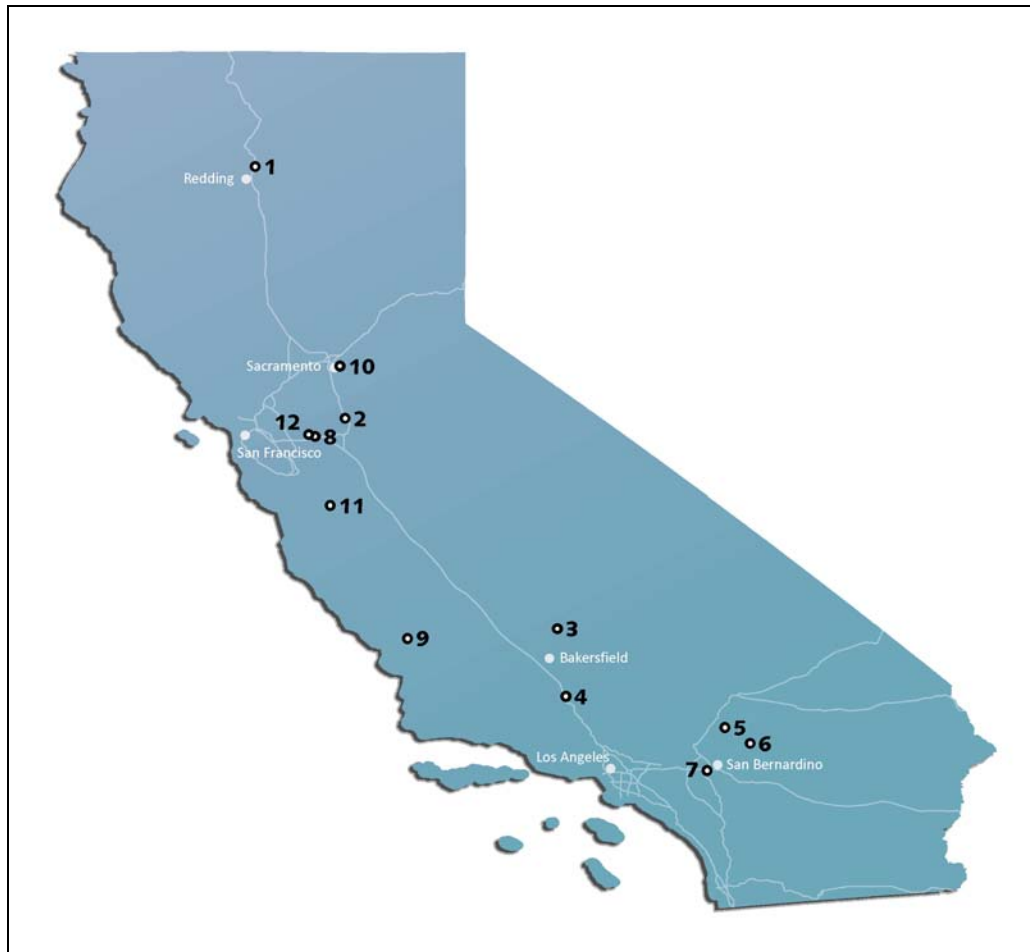 1
Redding
Sacramento
10
2
12
8
San Francisco
11
3
9
Bakersfield
4
5
6
Los Angeles
San Bernardino
7